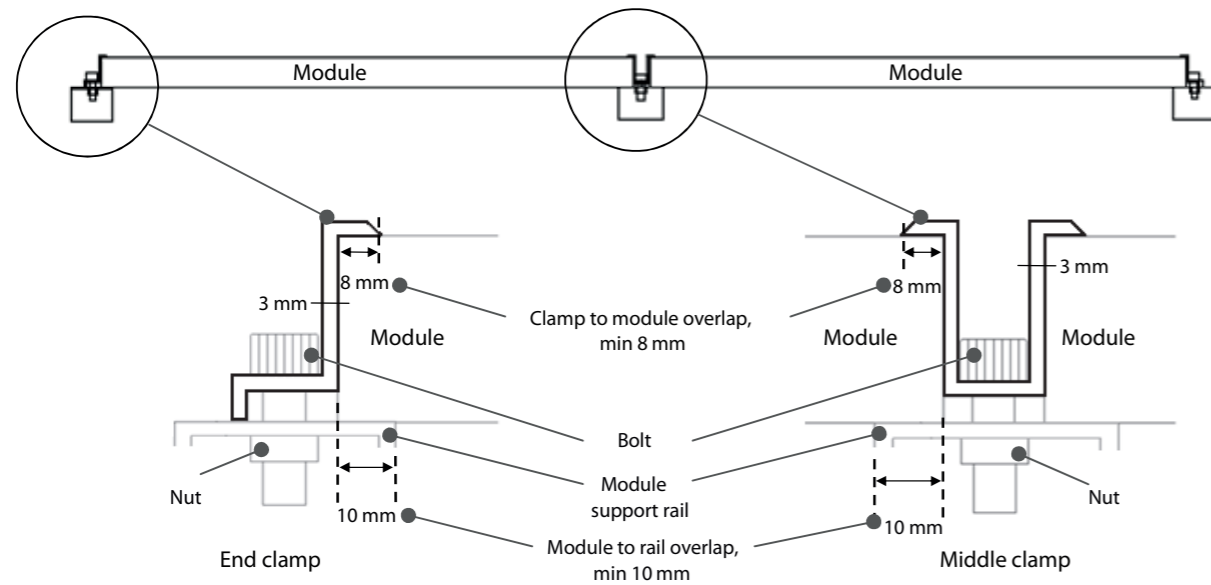 Module
Module
8 mm
3 mm
Module
Clamp to module overlap,
min 8 mm
8 mm
3 mm
Module
Module
Bolt
Nut
Module
support rail
Nut
10 mm
10 mm
End clamp
Module to rail overlap,
min 10 mm
Middle clamp